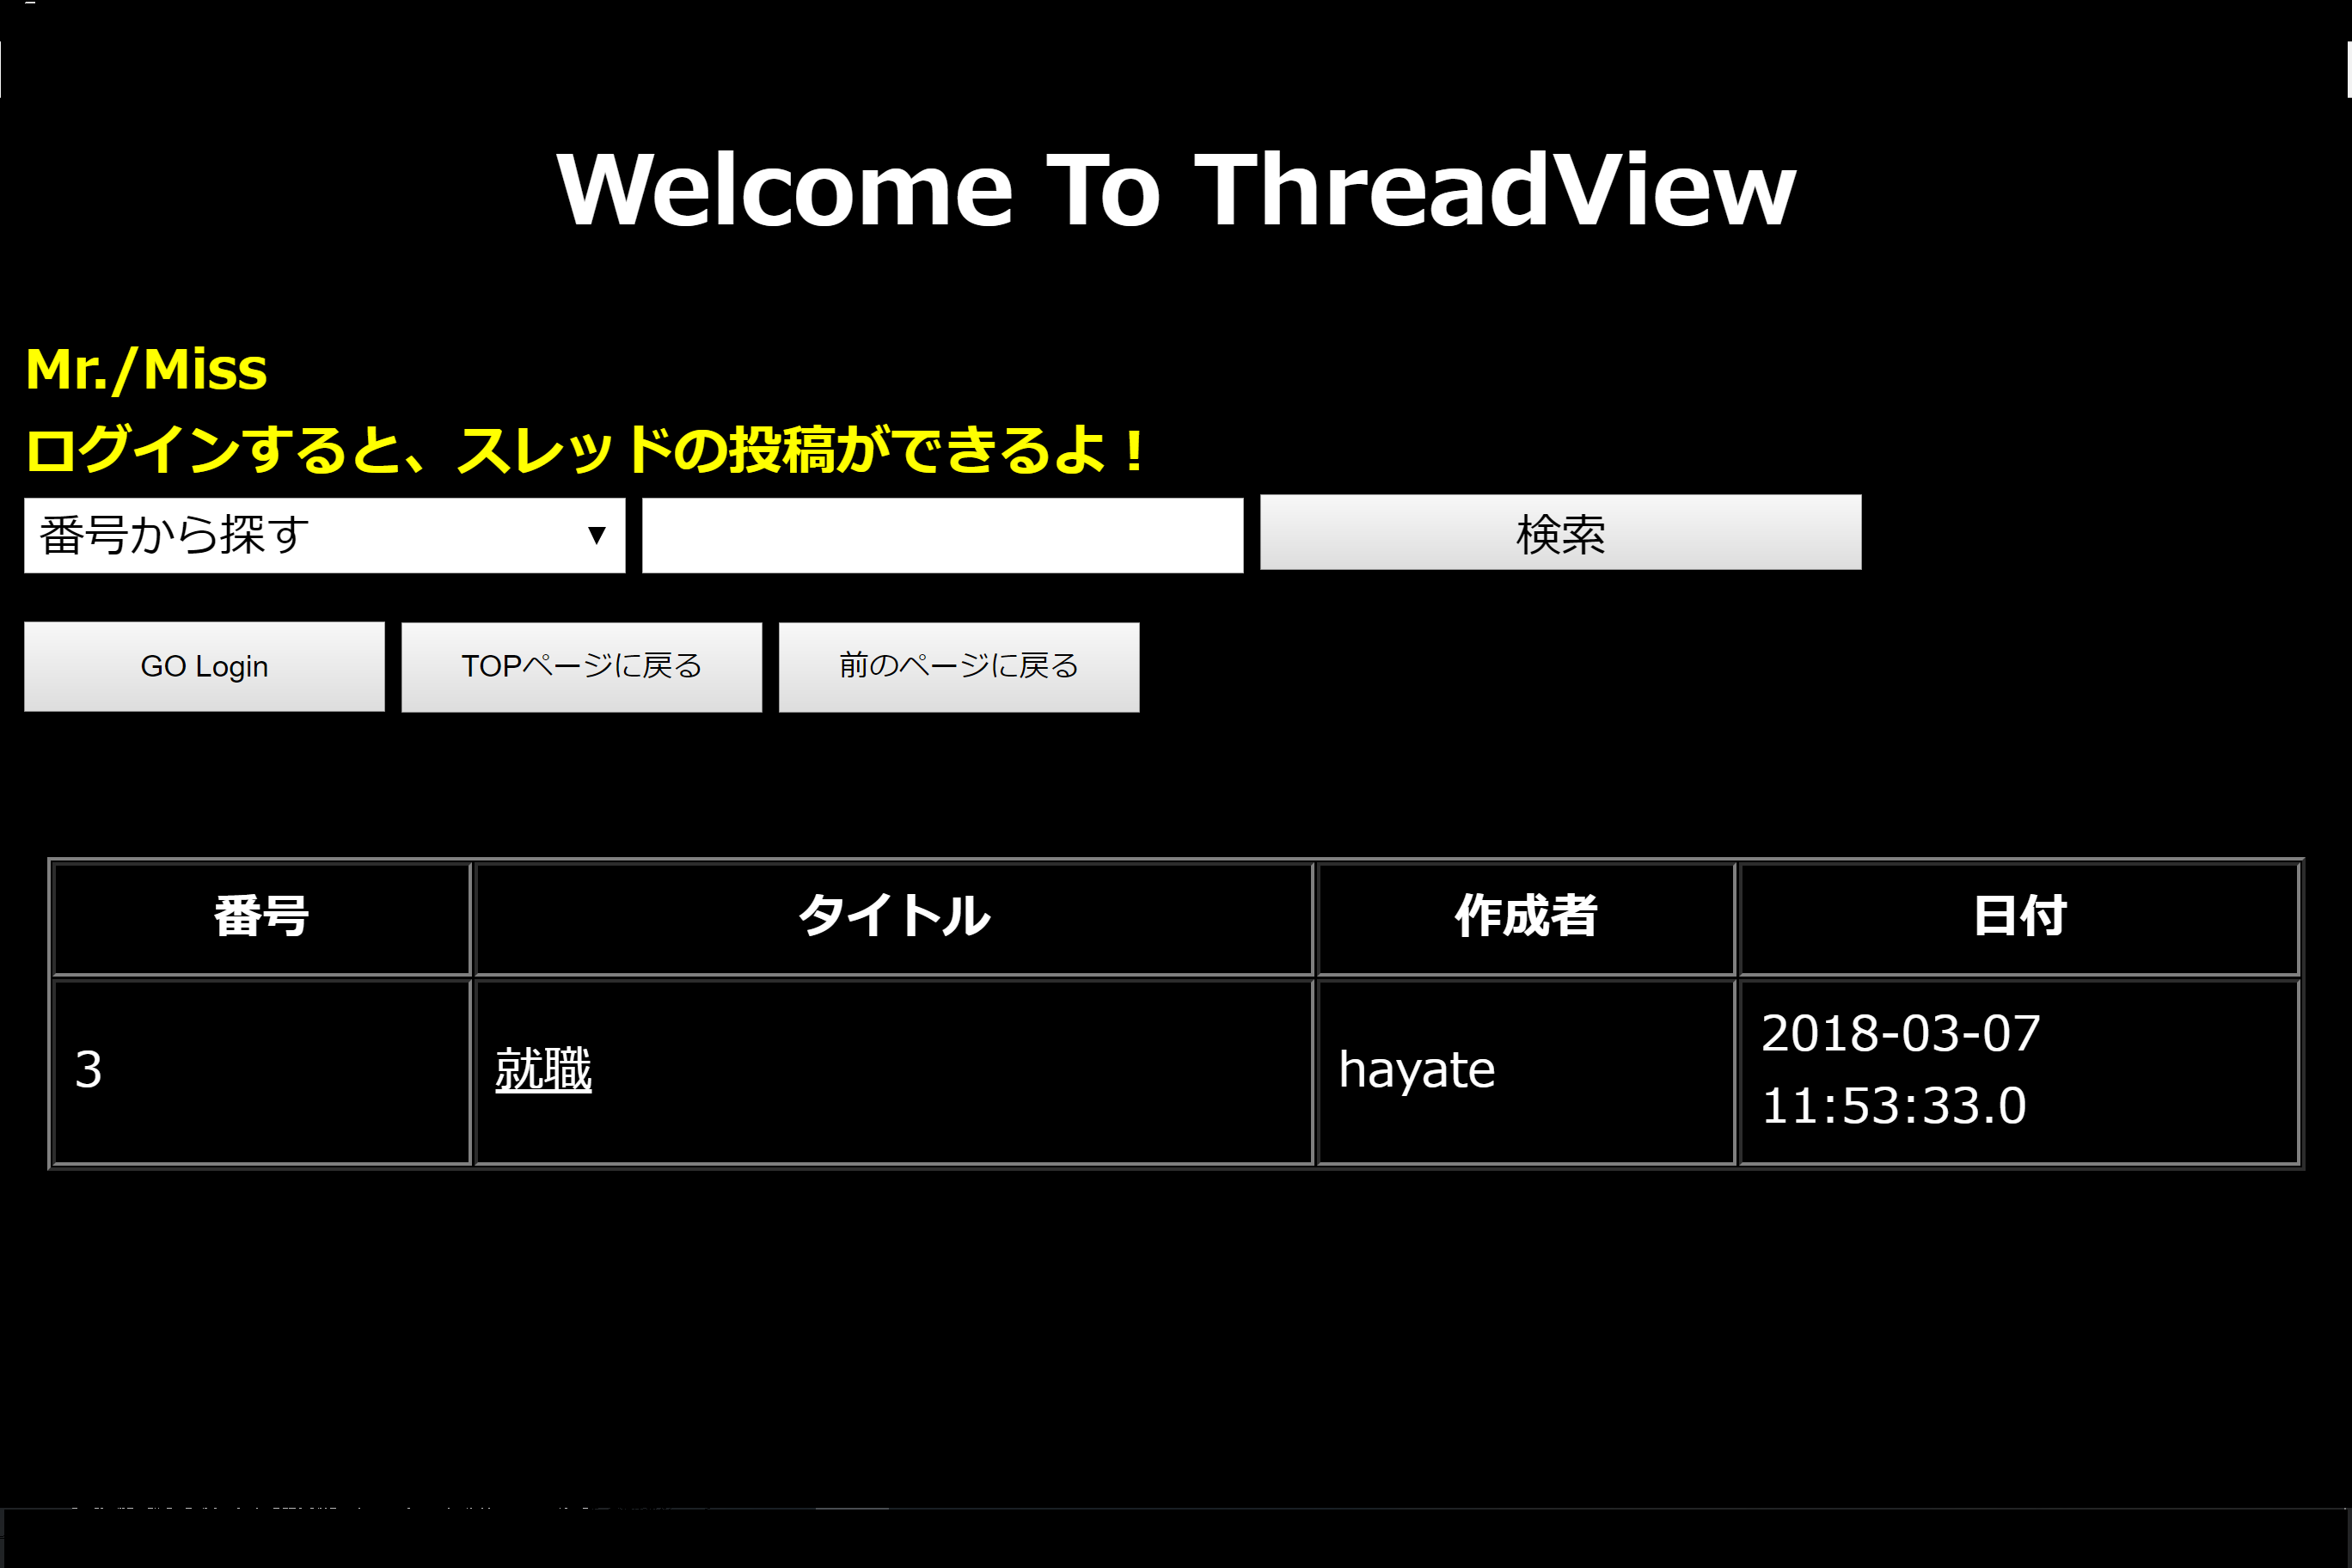 Welcome To ThreadView
Mr./Miss
ログインすると、スレッドの投稿ができるよ！
番号から探す ▼ 検索
GO Login TOPページに戻る 前のページに戻る
番号 タイトル 作成者 日付
3 就職 hayate 2018-03-07
11:53:33.0